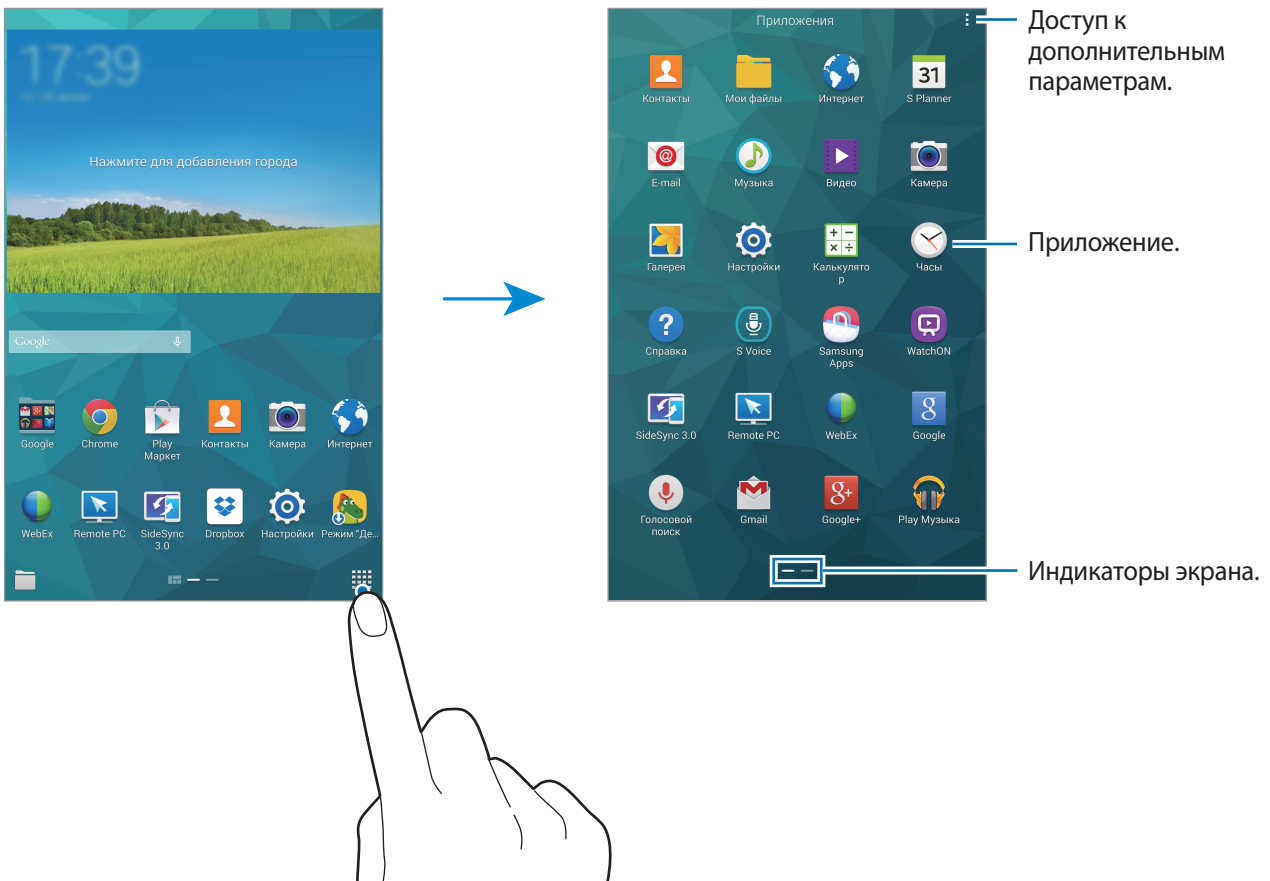 17:39
Нажмите для добавления города
Google
Google
Chrome
Play
Маркет
Контакты
Камера
Интернет
WebEx
Remote PC
SideSync
3.0
Dropbox
Настройки
Режим "Де...
Приложения
Контакты
Мои файлы
Интернет
31
S Planner
@
E-mail
Музыка
Видео
Камера
Галерея
Настройки
+ −
× ÷
Калькулято
р
Часы
?
Справка
S Voice
Samsung
Apps
WatchON
SideSync 3.0
Remote PC
WebEx
8
Google
Голосовой
поиск
Gmail
8+
Google+
Play Музыка
Доступ к
дополнительным
параметрам.
Приложение.
Индикаторы экрана.